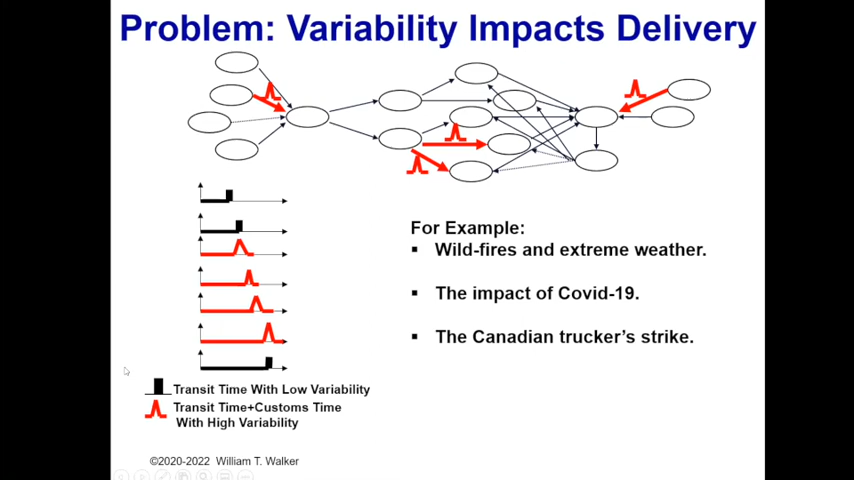 Problem: Variability Impacts Delivery
For Example:
▪ Wild-fires and extreme weather.
▪ The impact of Covid-19.
▪ The Canadian trucker's strike.
Transit Time With Low Variability
Transit Time+Customs Time
With High Variability
©2020-2022 William T. Walker